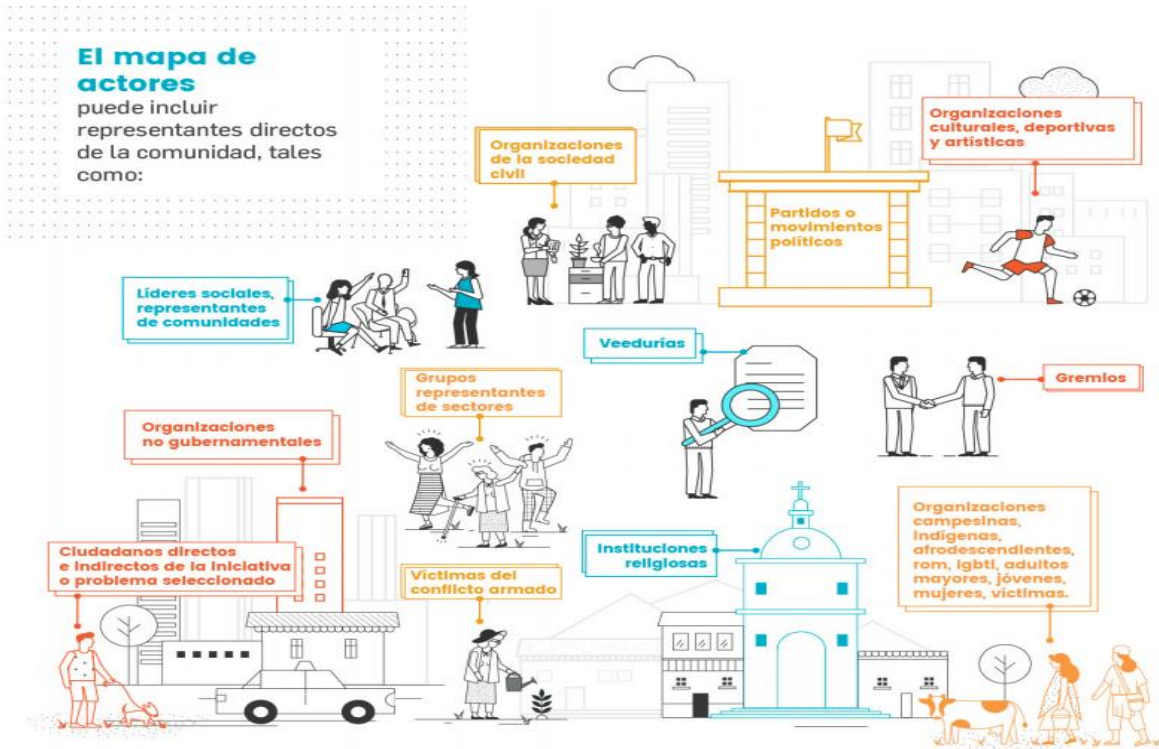 El mapa de
actores
puede incluir
representantes directos
de la comunidad, tales
como:
Organizaciones
de la sociedad
civil
Partidos o
movimientos
políticos
Organizaciones
culturales, deportivas
y artísticas
Líderes sociales,
representantes
de comunidades
Veedurías
Gremios
Grupos
representantes
de sectores
Organizaciones
no gubernamentales
Ciudadanos directos
e indirectos de la iniciativa
o problema seleccionado
Víctimas del
conflicto armado
Instituciones
religiosas
Organizaciones
campesinas,
indígenas,
afrodescendientes,
rom, lgbti, adultos
mayores, jóvenes,
mujeres, víctimas.